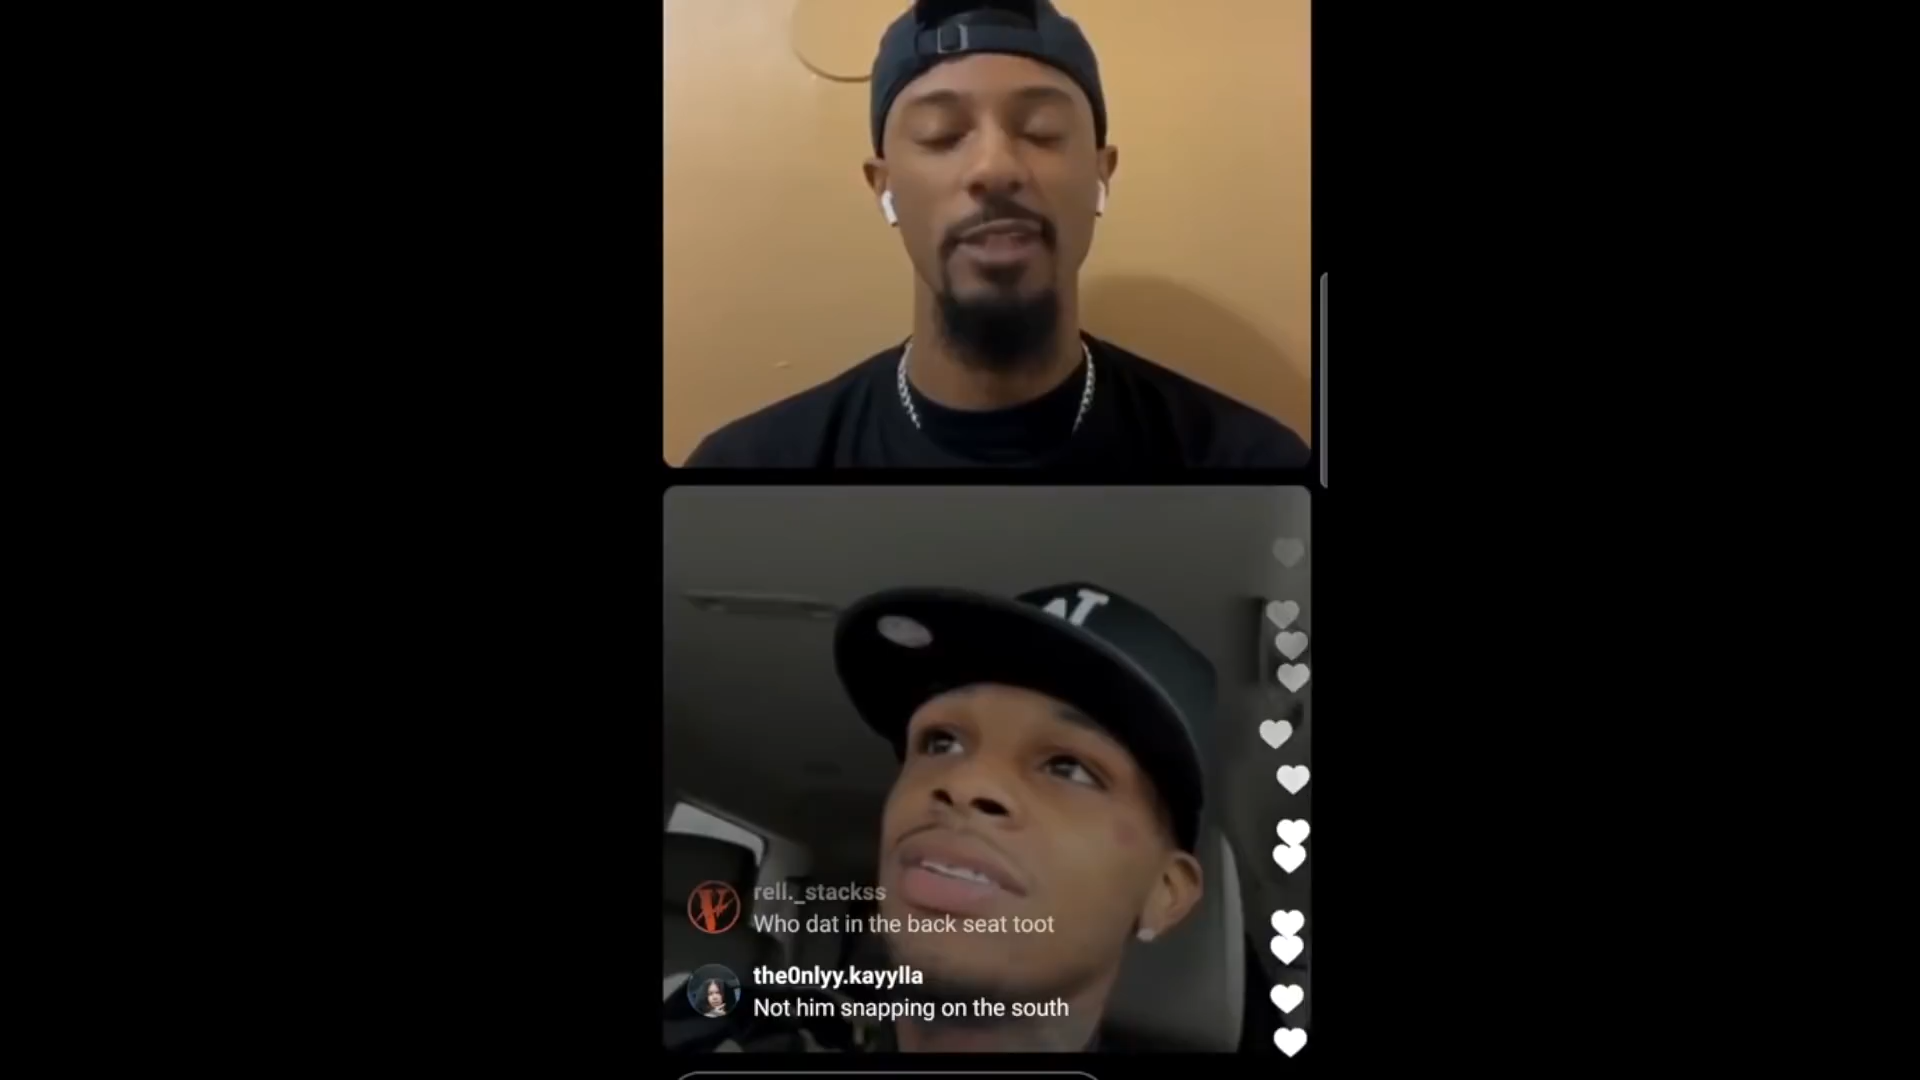 rell._stackss
Who dat in the back seat toot
the0nlyy.kayylla
Not him snapping on the south